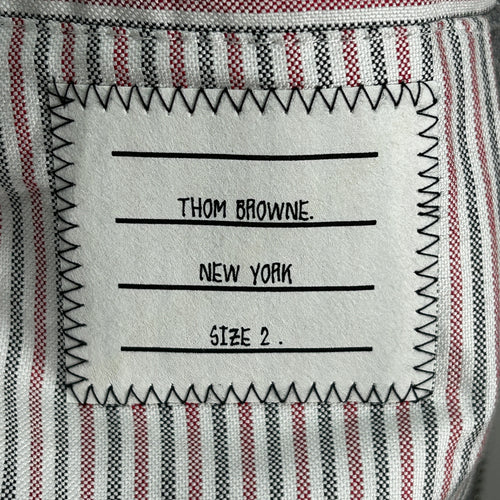 THOM BROWNE.
NEW YORK
SIZE 2 .